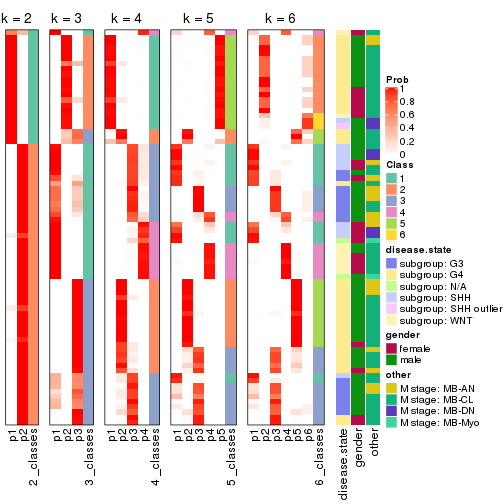 k = 2 k = 3 k = 4 k = 5 k = 6
Prob
1
0.8
0.6
0.4
0.2
0
Class
1
2
3
4
5
6
disease.state
subgroup: G3
subgroup: G4
subgroup: N/A
subgroup: SHH
subgroup: SHH outlier
subgroup: WNT
gender
female
male
other
M stage: MB-AN
M stage: MB-CL
M stage: MB-DN
M stage: MB-Myo
p1 p2 2_classes p1 p2 p3 3_classes p1 p2 p3 p4 4_classes p1 p2 p3 p4 p5 5_classes p1 p2 p3 p4 p5 p6 6_classes disease.state gender other